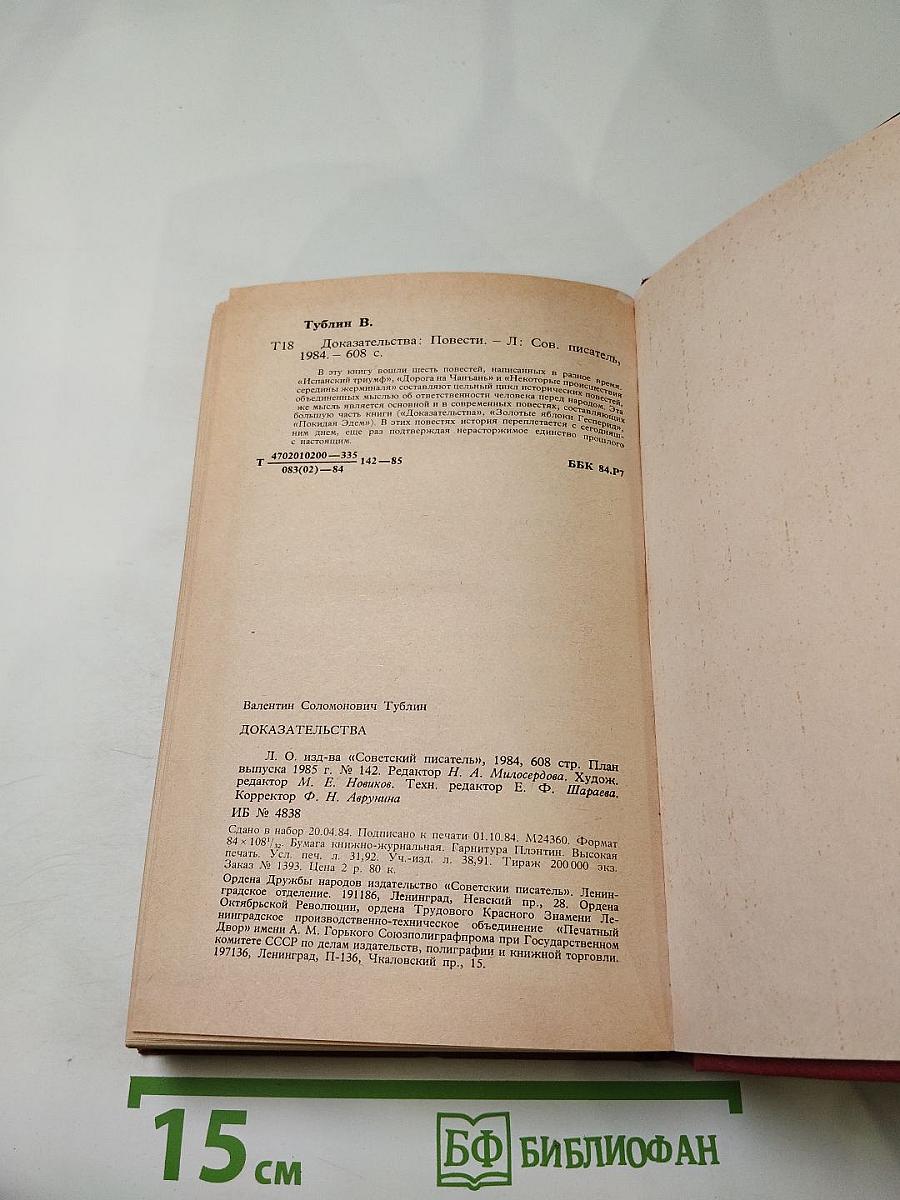 Тублин В.
Т18 Доказательства: Повести. — Л: Сов. писатель,
1984. — 608 с.
В эту книгу вошли шесть повестей, написанных в разное время.
«Испанский триумф», «Дорога на Чанъань» и «Некоторые происшествия
середины жерминаля» составляют цельный цикл исторических повестей,
объединенных мыслью об ответственности человека перед народом. Эта
же мысль является основной и в современных повестях, составляющих
большую часть книги («Доказательства», «Золотые яблоки Гесперид»,
«Покидая Эдем»). В этих повестях история переплетается с сегодняш-
ним днем, еще раз подтверждая нерасторжимое единство прошлого
с настоящим.
Т 4702010200—335 142—85
083(02)—84
ББК 84.Р7
Валентин Соломонович Тублин
ДОКАЗАТЕЛЬСТВА
Л. О. изд-ва «Советский писатель», 1984, 608 стр. План
выпуска 1985 г. № 142. Редактор Н. А. Милосердова. Худож.
редактор М. Е. Новиков. Техн. редактор Е. Ф. Шараева.
Корректор Ф. Н. Аврунина
ИБ № 4838
Сдано в набор 20.04.84. Подписано к печати 01.10.84. М24360. Формат
84×108¹/₃₂. Бумага книжно-журнальная. Гарнитура Плэнтин. Высокая
печать. Усл. печ. л. 31,92. Уч.-изд. л. 38,91. Тираж 200 000 экз.
Заказ № 1393. Цена 2 р. 80 к.
Ордена Дружбы народов издательство «Советский писатель». Ленин-
градское отделение. 191186, Ленинград, Невский пр., 28. Ордена
Октябрьской Революции, ордена Трудового Красного Знамени Ле-
нинградское производственно-техническое объединение «Печатный
Двор» имени А. М. Горького Союзполиграфпрома при Государственном
комитете СССР по делам издательств, полиграфии и книжной торговли.
197136, Ленинград, П-136, Чкаловский пр., 15.
15 см
БФ БИБЛИОФАН